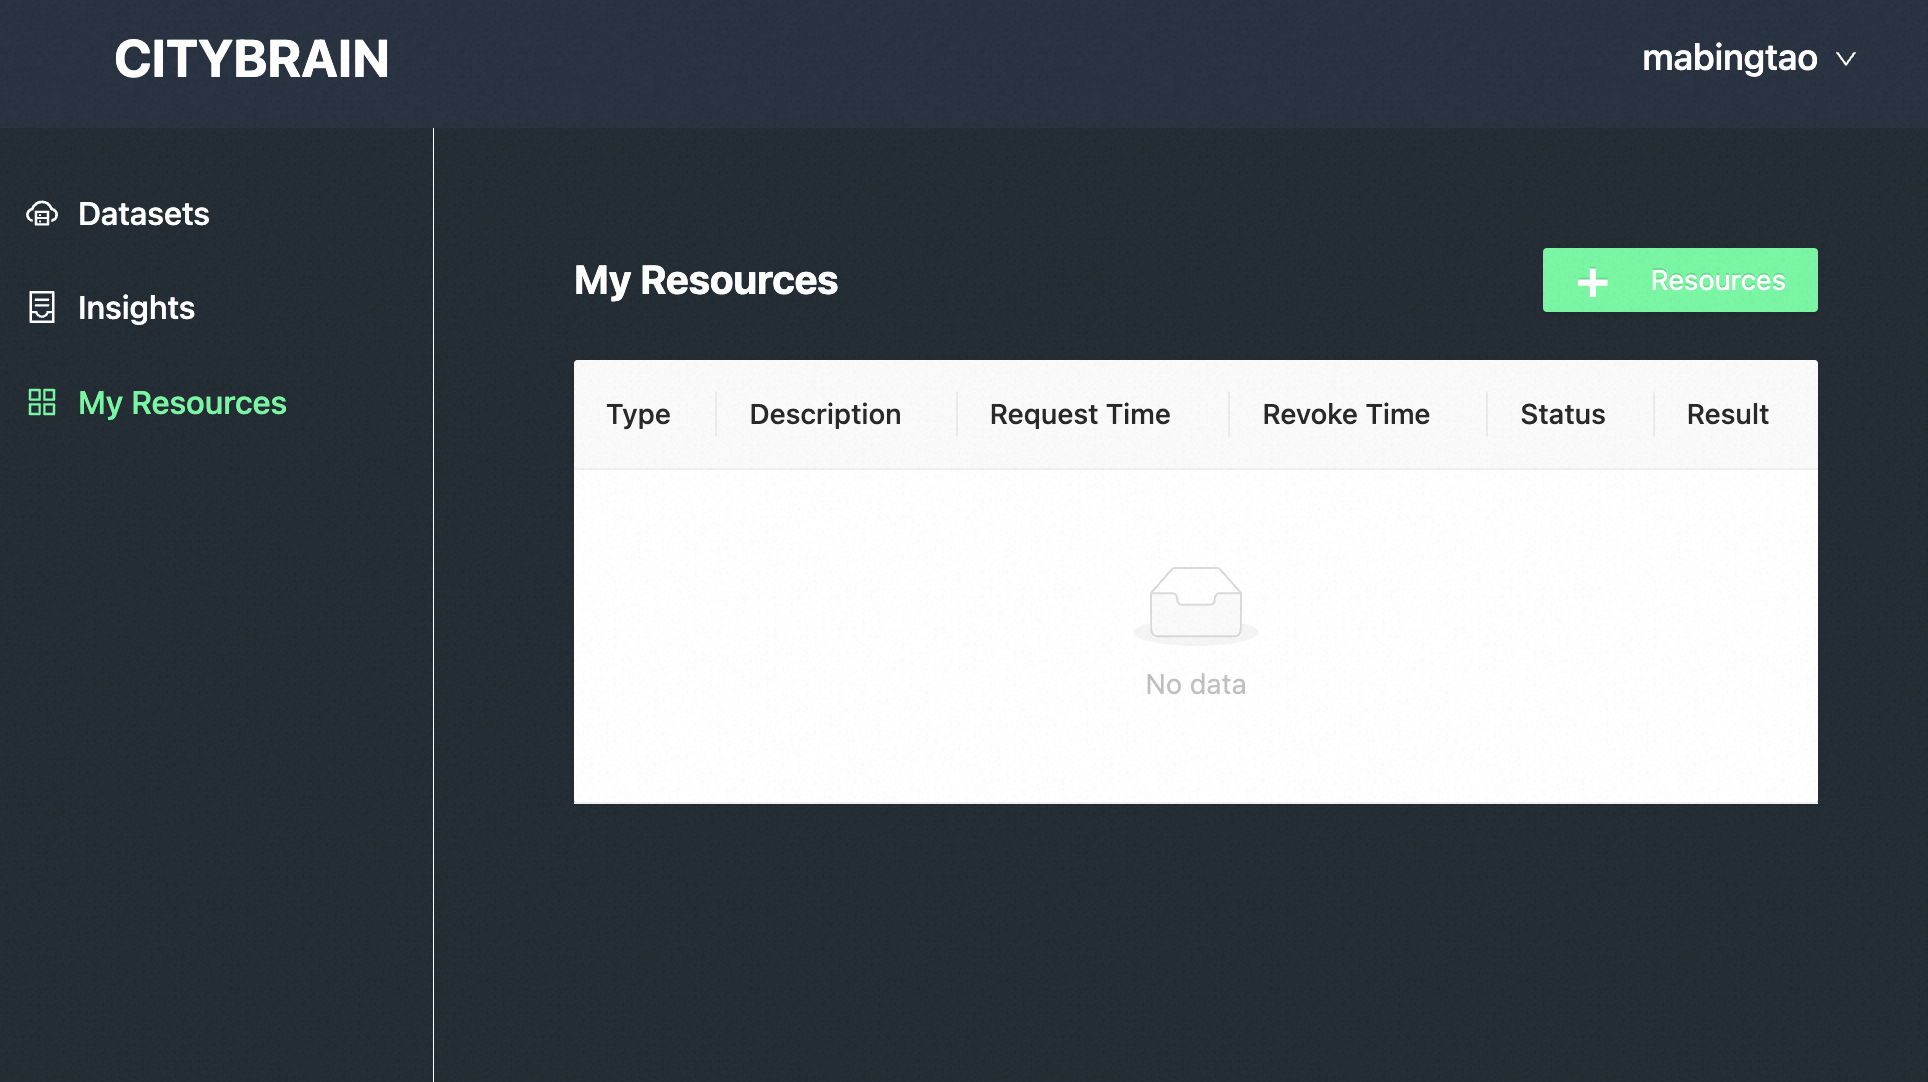 CITYBRAIN
mabingtao
Datasets
Insights
My Resources
My Resources
Resources
Type Description Request Time Revoke Time Status Result
No data